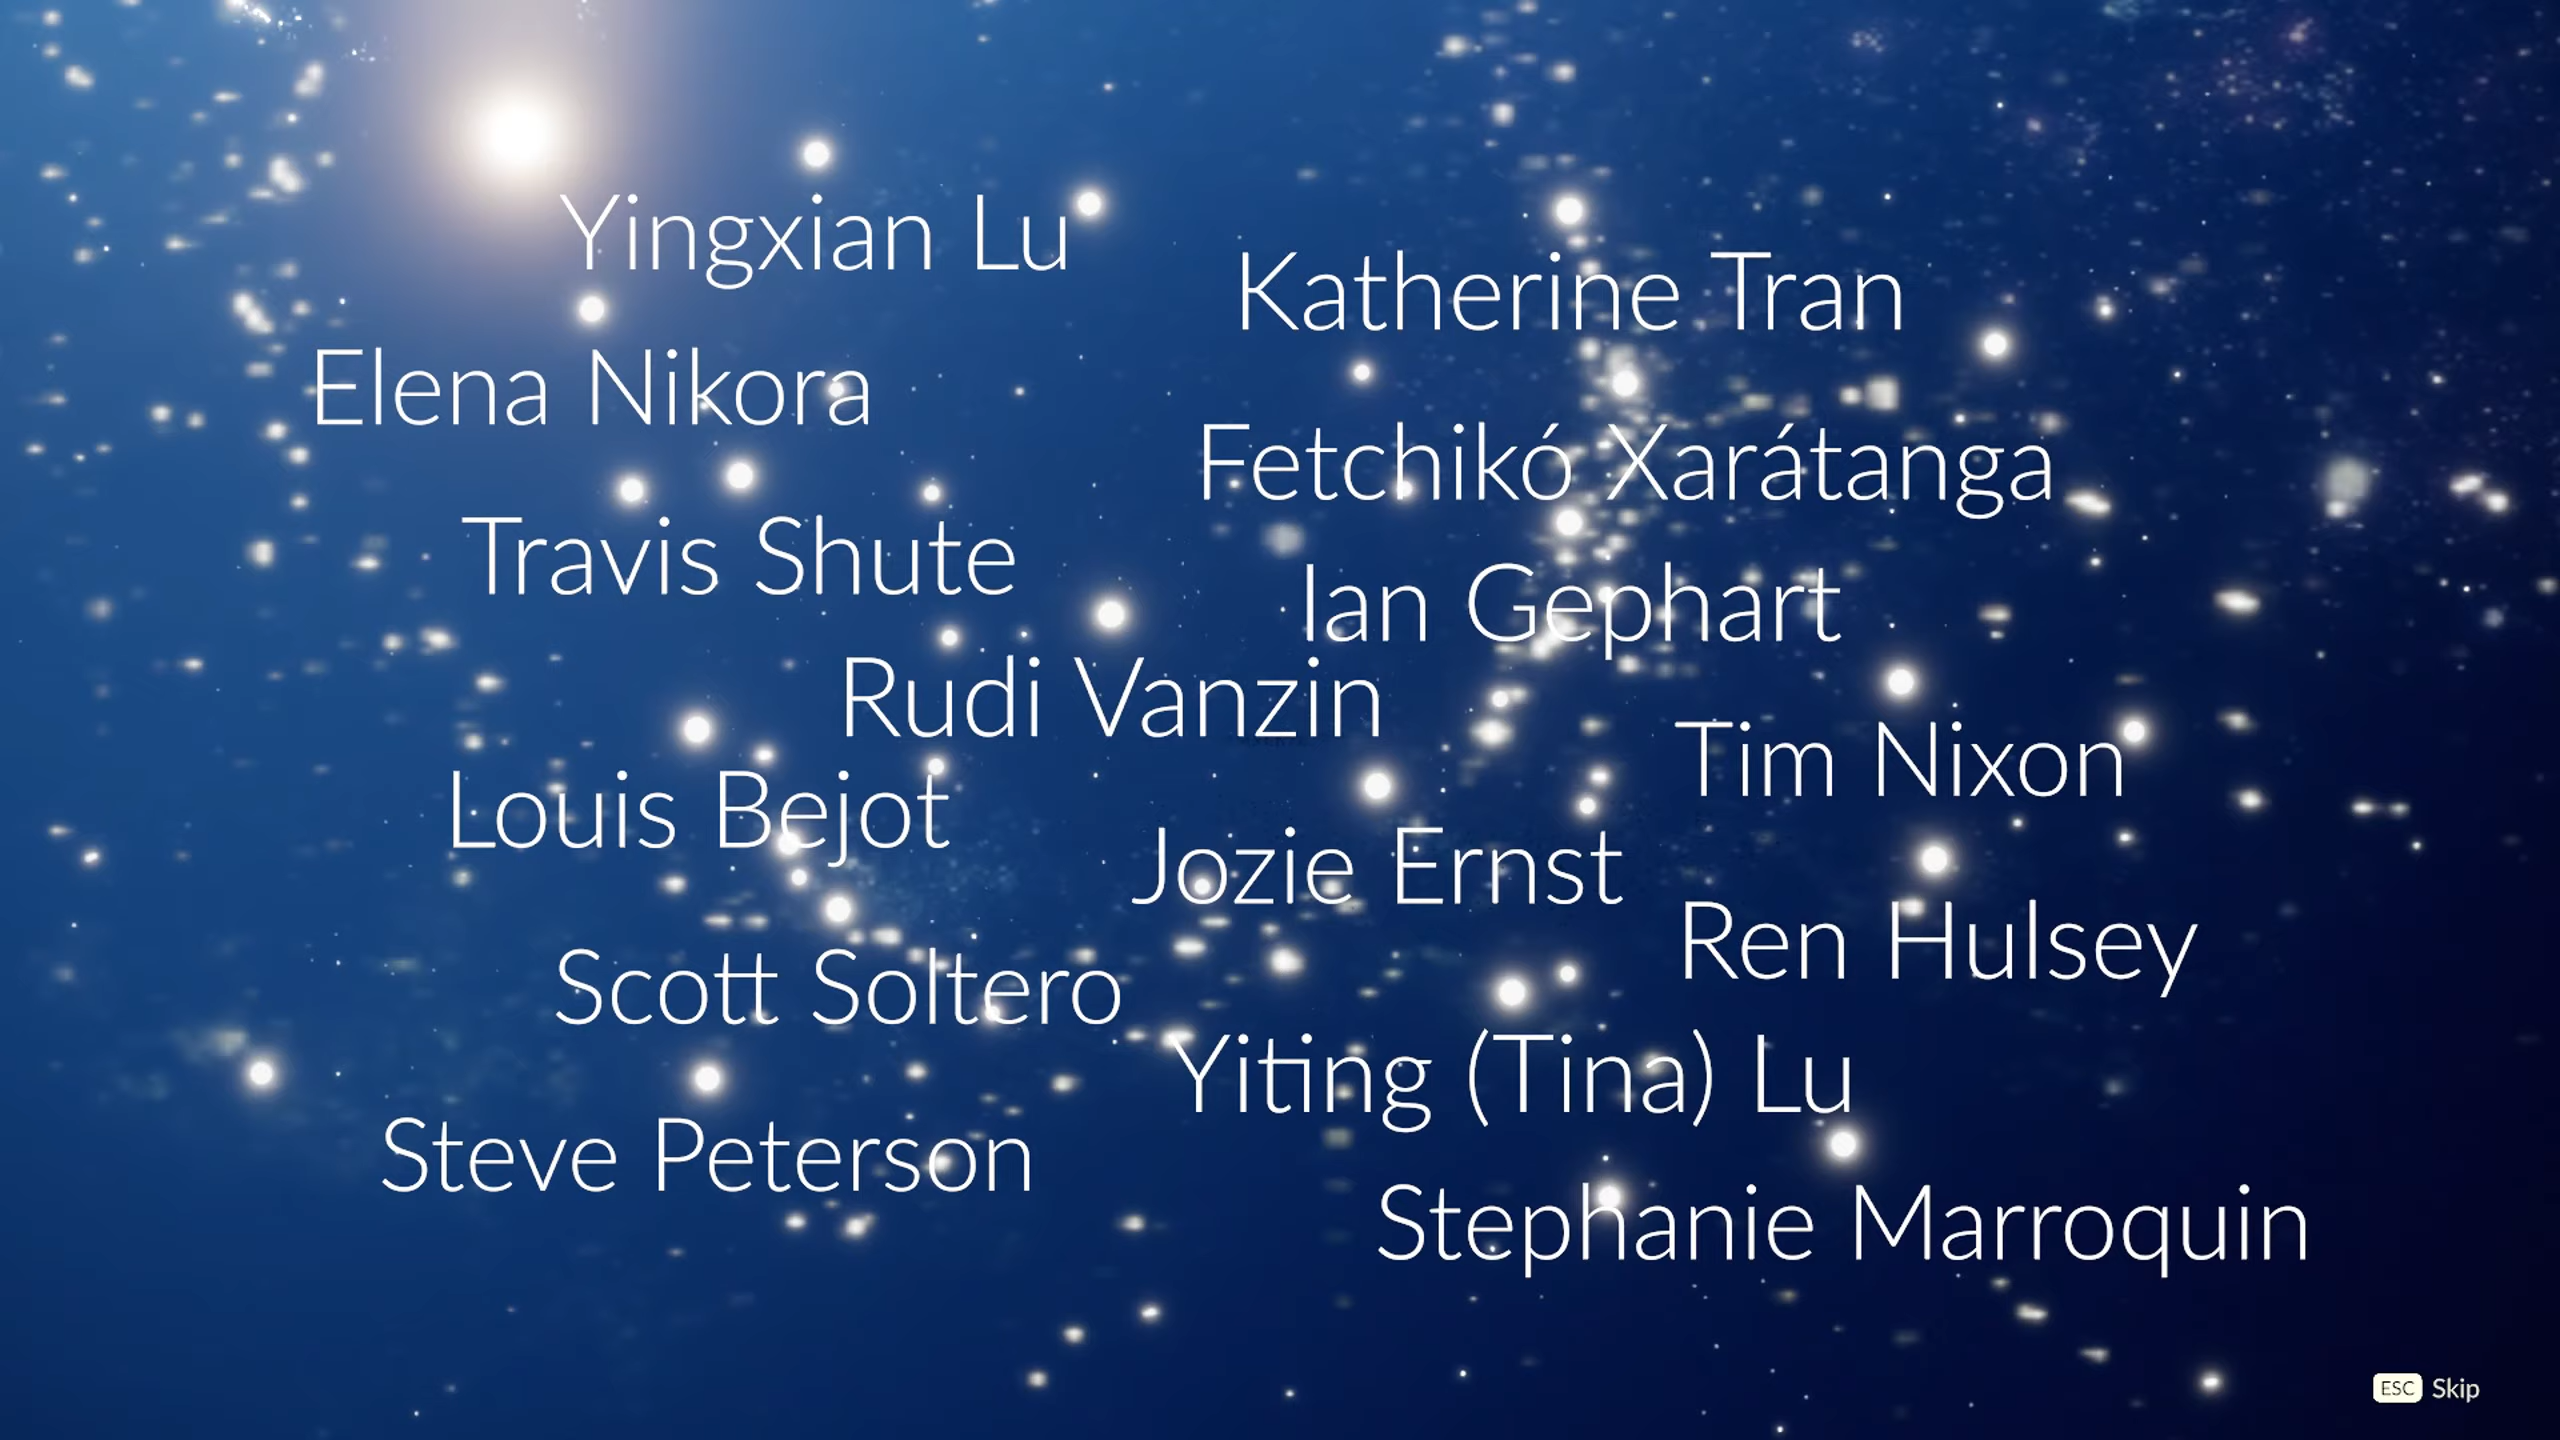 Yingxian Lu
Katherine Tran
Elena Nikora
Fetchikó Xarátanga
Travis Shute
Ian Gephart
Rudi Vanzin
Tim Nixon
Louis Bejot
Jozie Ernst
Ren Hulsey
Scott Soltero
Yiting (Tina) Lu
Steve Peterson
Stephanie Marroquin
ESC Skip